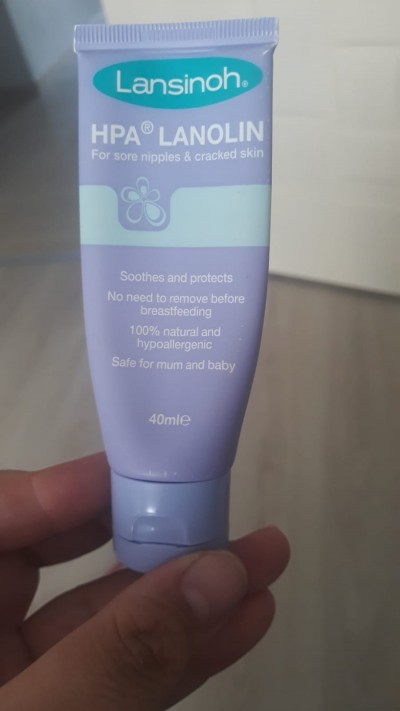 Lansinoh®
HPA® LANOLIN
For sore nipples & cracked skin
Soothes and protects
No need to remove before
breastfeeding
100% natural and
hypoallergenic
Safe for mum and baby
40ml℮